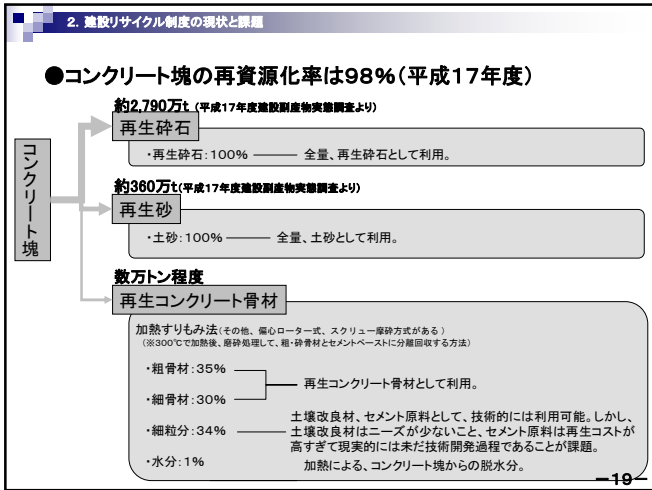 2．建設リサイクル制度の現状と課題
●コンクリート塊の再資源化率は98％（平成17年度）
約2,790万t（平成17年度建設副産物実態調査より）
再生砕石
・再生砕石：100％ ――― 全量、再生砕石として利用。
約360万t（平成17年度建設副産物実態調査より）
再生砂
・土砂：100％ ――― 全量、土砂として利用。
コンクリート塊
数万トン程度
再生コンクリート骨材
加熱すりもみ法（その他、偏心ローター式、スクリュー摩砕方式がある）
（※300℃で加熱後、磨砕処理して、粗・砕骨材とセメントペーストに分離回収する方法）
・粗骨材：35％
再生コンクリート骨材として利用。
・細骨材：30％
土壌改良材、セメント原料として、技術的には利用可能。しかし、
・細粒分：34％ ――― 土壌改良材はニーズが少ないこと、セメント原料は再生コストが
高すぎて現実的には未だ技術開発過程であることが課題。
・水分：1％
加熱による、コンクリート塊からの脱水分。
－19－